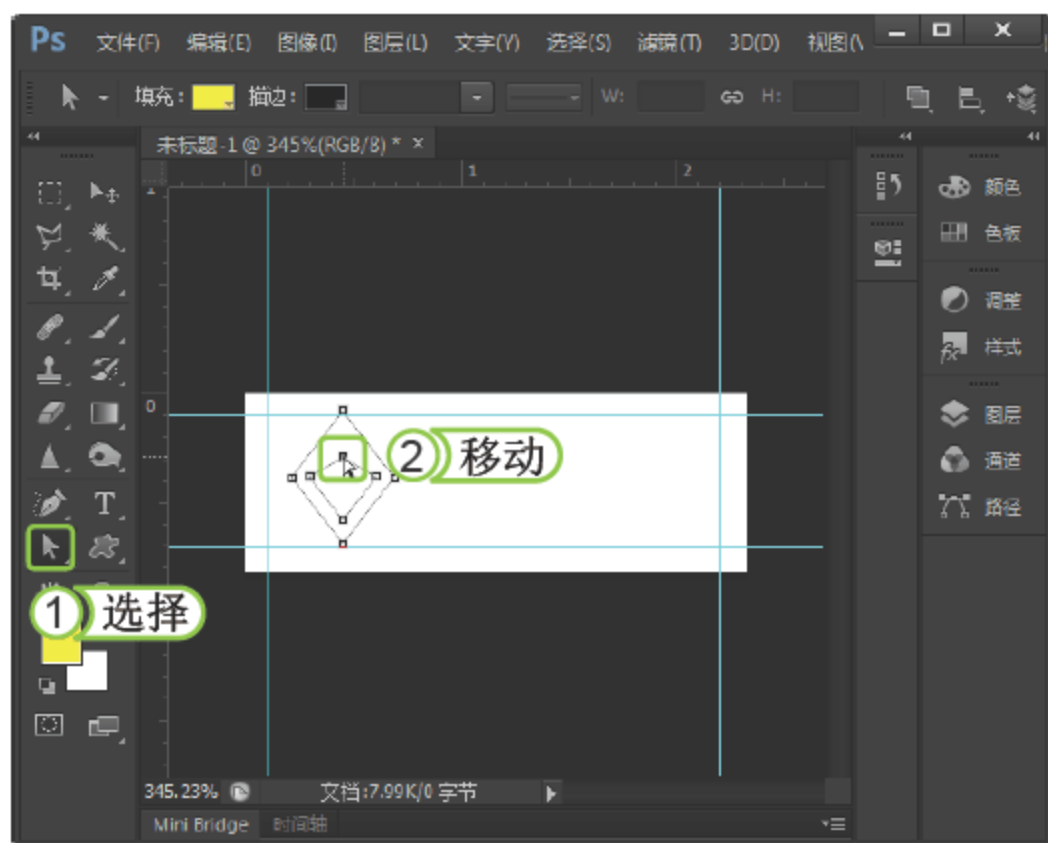 Ps 文件(F) 编辑(E) 图像(I) 图层(L) 文字(Y) 选择(S) 滤镜(T) 3D(D) 视图(V
填充: 描边: W: H:
未标题-1 @ 345%(RGB/8) * ×
0 1 2
1
颜色
色板
调整
样式
0
图层
② 移动
通道
T
路径
① 选择
345.23% 文档:7.99K/0 字节
Mini Bridge 时间轴